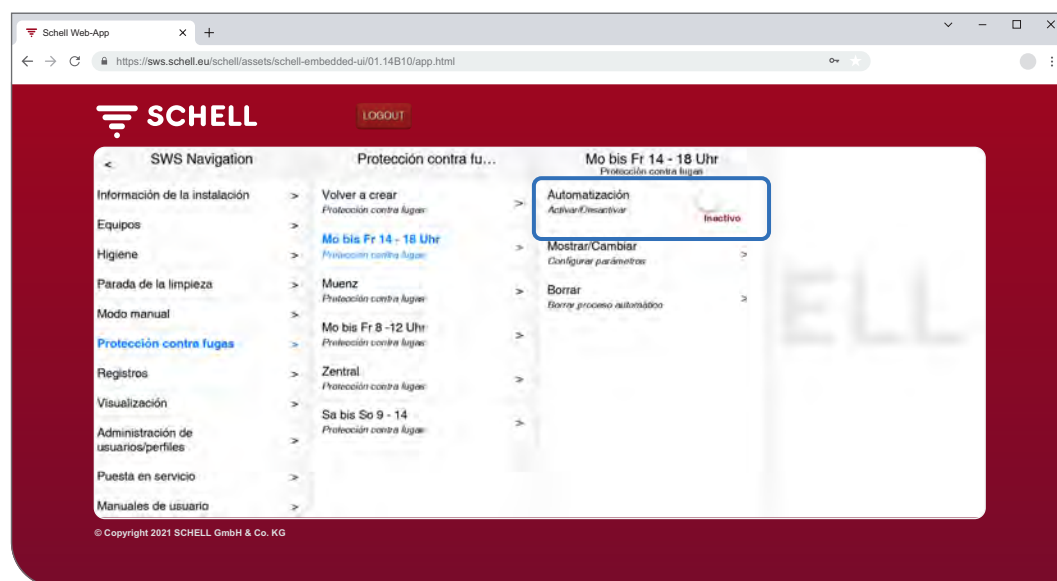 Schell Web-App
https://sws.schell.eu/schell/assets/schell-embedded-ui/01.14B10/app.html
SCHELL
LOGOUT
< SWS Navigation
Información de la instalación >
Equipos >
Higiene >
Parada de la limpieza >
Modo manual >
Protección contra fugas >
Registros >
Visualización >
Administración de
usuarios/perfiles >
Puesta en servicio >
Manuales de usuario >
Protección contra fu...
Volver a crear >
Protección contra fugas
Mo bis Fr 14 - 18 Uhr >
Protección contra fugas
Muenz >
Protección contra fugas
Mo bis Fr 8 -12 Uhr >
Protección contra fugas
Zentral >
Protección contra fugas
Sa bis So 9 - 14 >
Protección contra fugas
Mo bis Fr 14 - 18 Uhr
Protección contra fugas
Automatización
Activar/Desactivar
Inactivo
Mostrar/Cambiar >
Configurar parámetros
Borrar >
Borrar proceso automático
ELL
© Copyright 2021 SCHELL GmbH & Co. KG